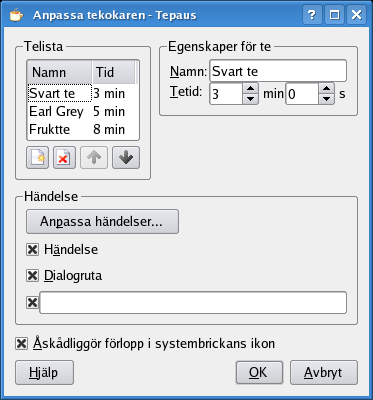 Anpassa tekokaren - Tepaus
Telista
Namn Tid
Svart te 3 min
Earl Grey 5 min
Fruktte 8 min
Egenskaper för te
Namn: Svart te
Tetid: 3 min 0 s
Händelse
Anpassa händelser...
Händelse
Dialogruta
Åskådliggör förlopp i systembrickans ikon
Hjälp OK Avbryt